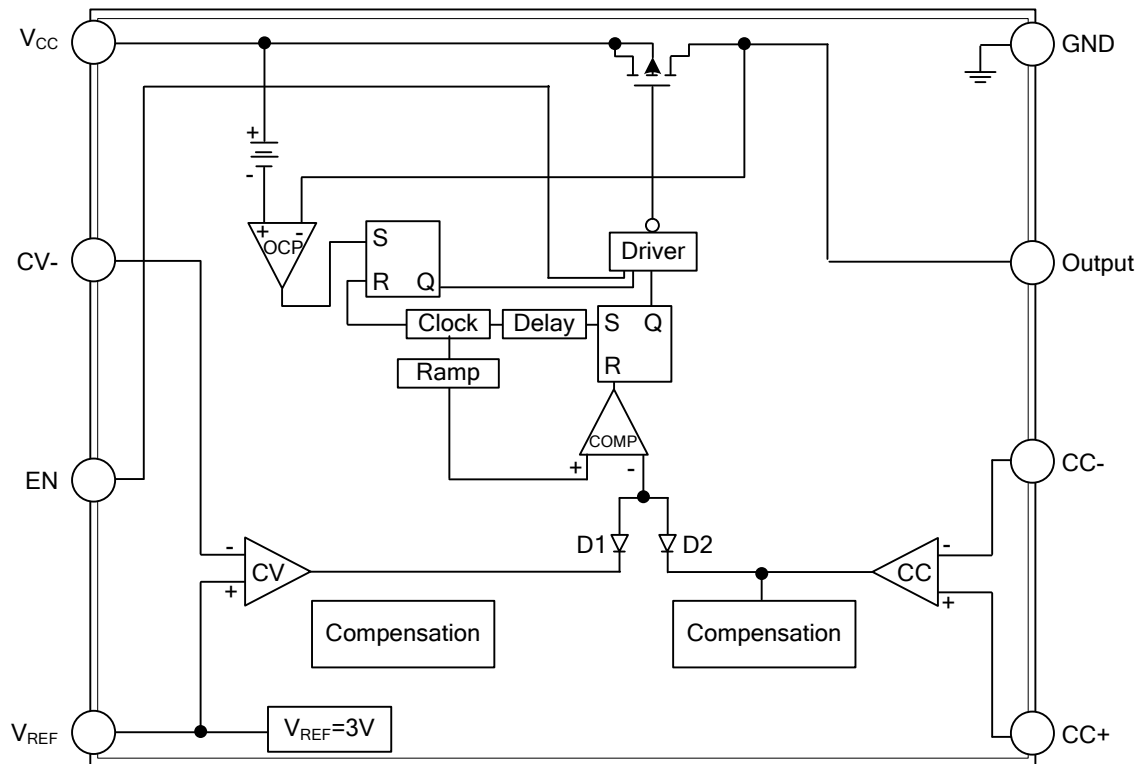 VCC
GND
+
-
+ -
OCP
S
R Q
Driver
CV-
Output
Clock
Delay
S Q
R
Ramp
COMP
+ -
EN
CC-
D1
D2
-
CV
+
-
CC
+
Compensation
Compensation
VREF
VREF=3V
CC+